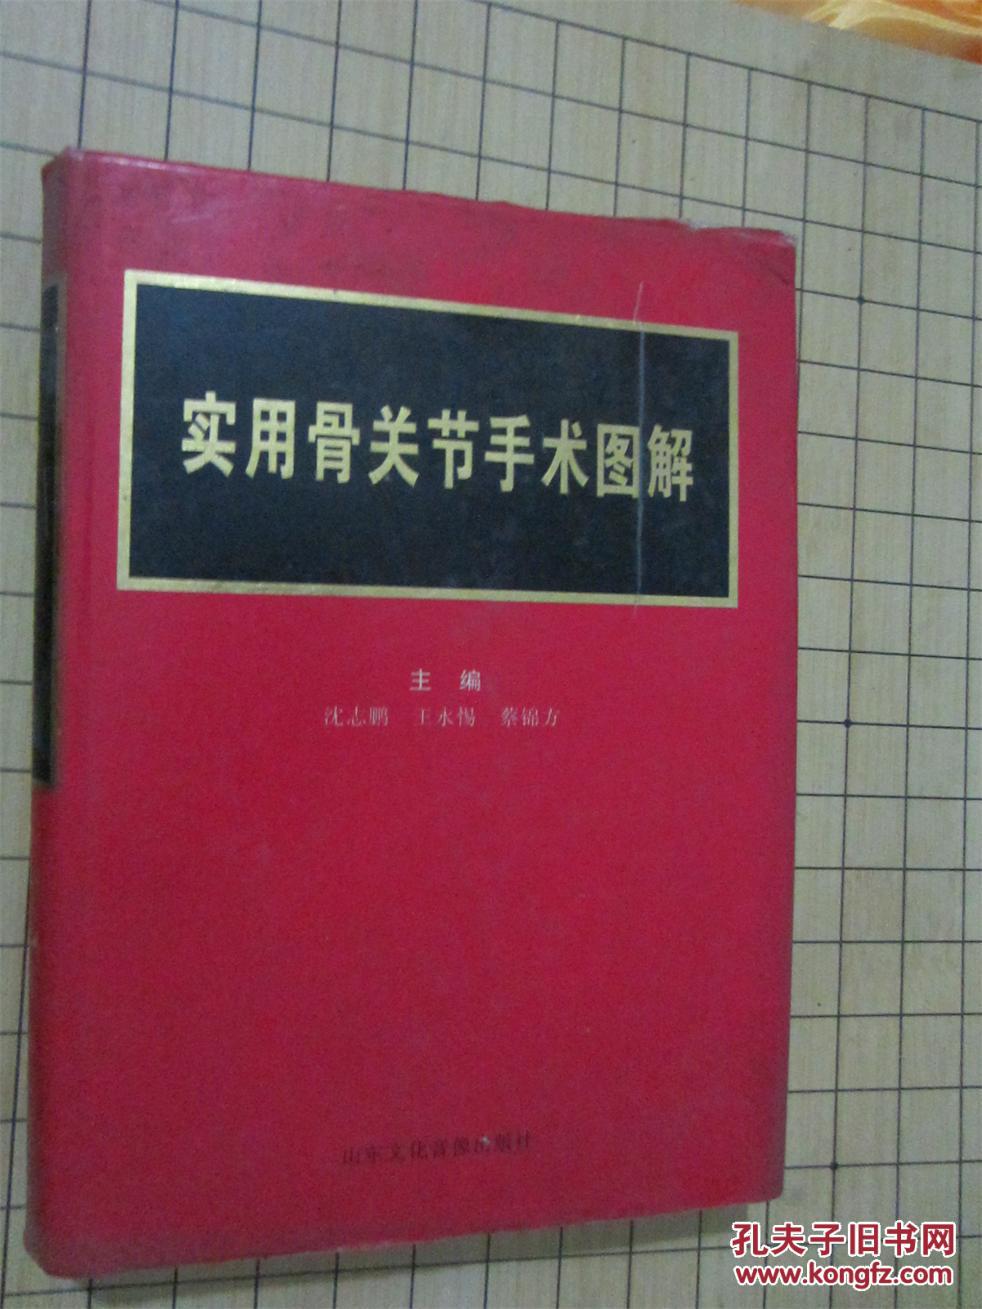 实用骨关节手术图解
主 编
沈志鹏 王永惕 蔡锦方
山东文化音像出版社
孔夫子旧书网
www.kongfz.com